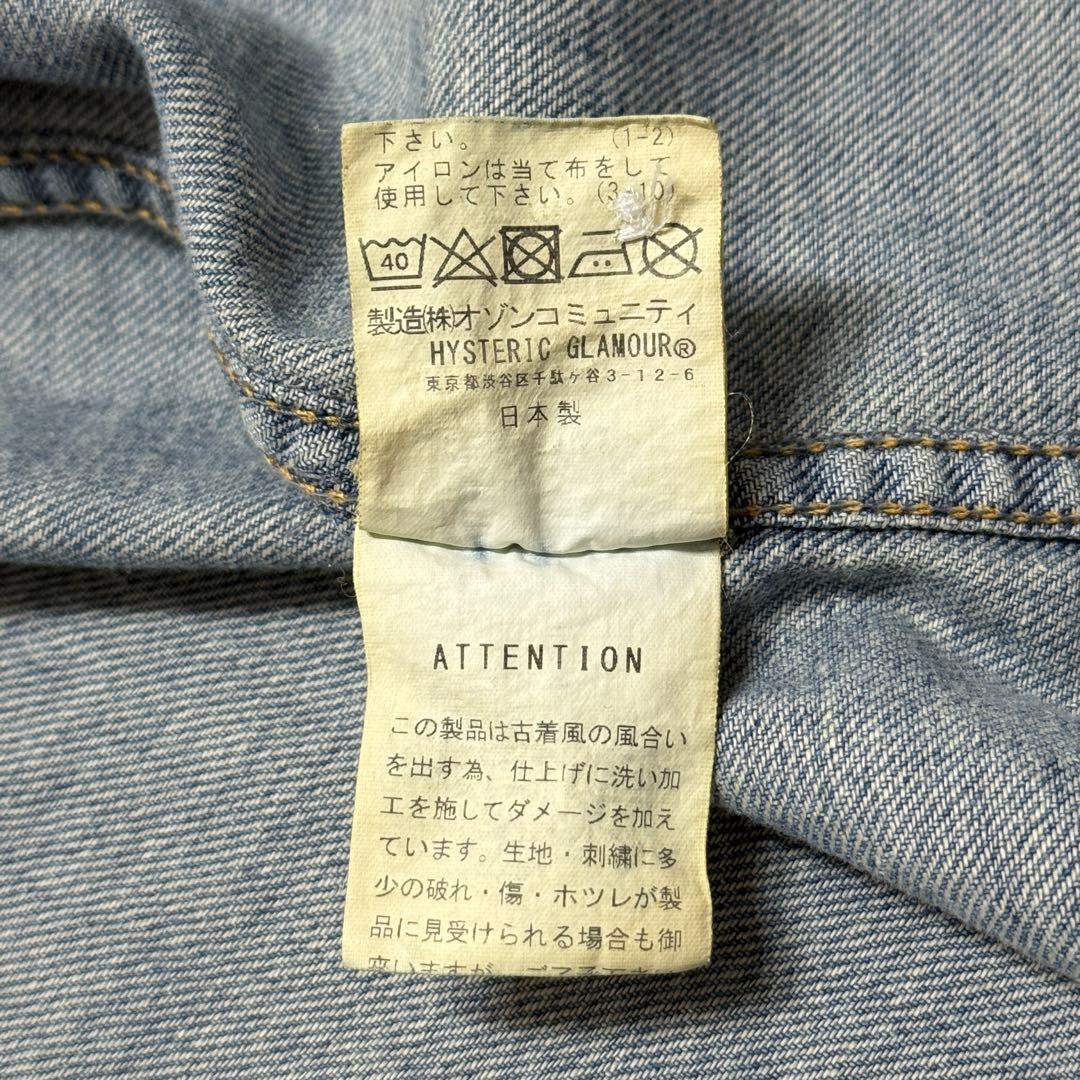 下さい。 (1-2)
アイロンは当て布をして
使用して下さい。(3-10)
40
製造(株)オゾンコミュニティ
HYSTERIC GLAMOUR®
東京都渋谷区千駄ヶ谷3-12-6
日本製
ATTENTION
この製品は古着風の風合い
を出す為、仕上げに洗い加
工を施してダメージを加え
ています。生地・刺繍に多
少の破れ・傷・ホツレが製
品に見受けられる場合も御